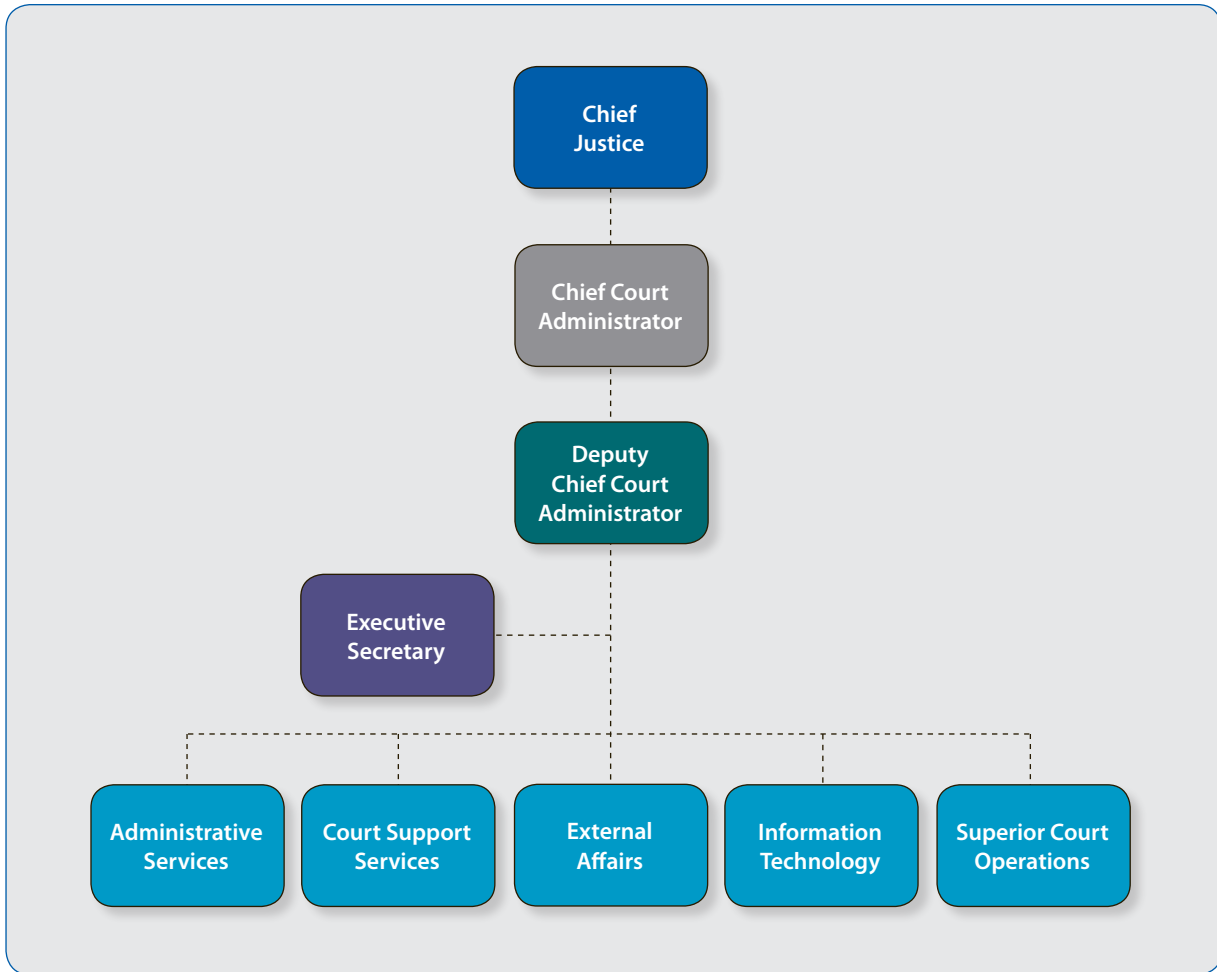 Chief
Justice
Chief Court
Administrator
Deputy
Chief Court
Administrator
Executive
Secretary
Administrative
Services
Court Support
Services
External
Affairs
Information
Technology
Superior Court
Operations